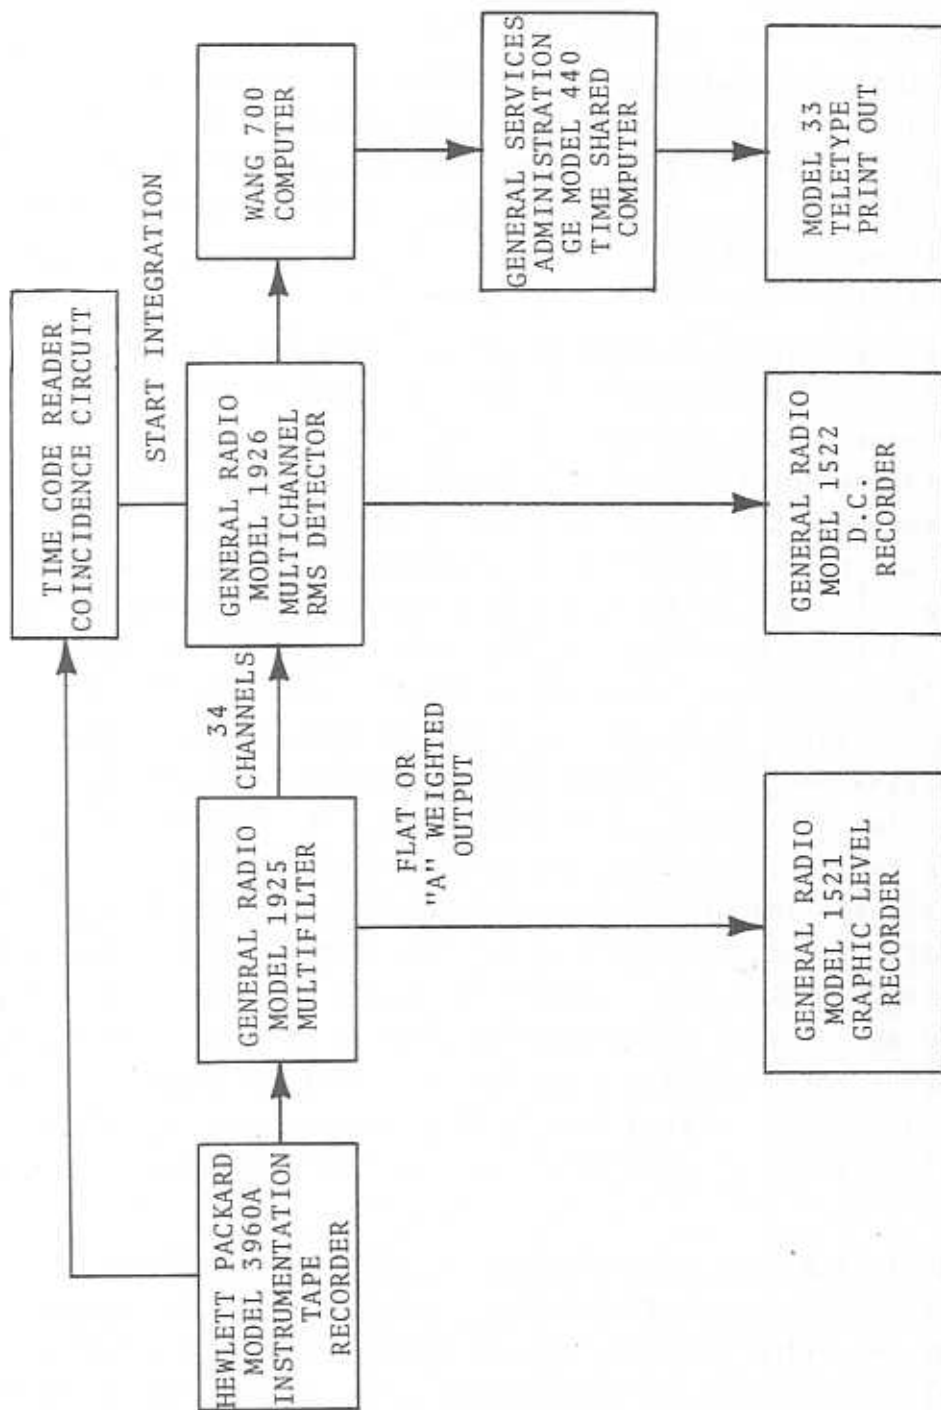 TIME CODE READER
COINCIDENCE CIRCUIT
START INTEGRATION
HEWLETT PACKARD
MODEL 3960A
INSTRUMENTATION
TAPE
RECORDER
GENERAL RADIO
MODEL 1925
MULTIFILTER
34
CHANNELS
GENERAL RADIO
MODEL 1926
MULTICHANNEL
RMS DETECTOR
WANG 700
COMPUTER
FLAT OR
"A" WEIGHTED
OUTPUT
GENERAL SERVICES
ADMINISTRATION
GE MODEL 440
TIME SHARED
COMPUTER
GENERAL RADIO
MODEL 1521
GRAPHIC LEVEL
RECORDER
GENERAL RADIO
MODEL 1522
D.C.
RECORDER
MODEL 33
TELETYPE
PRINT OUT